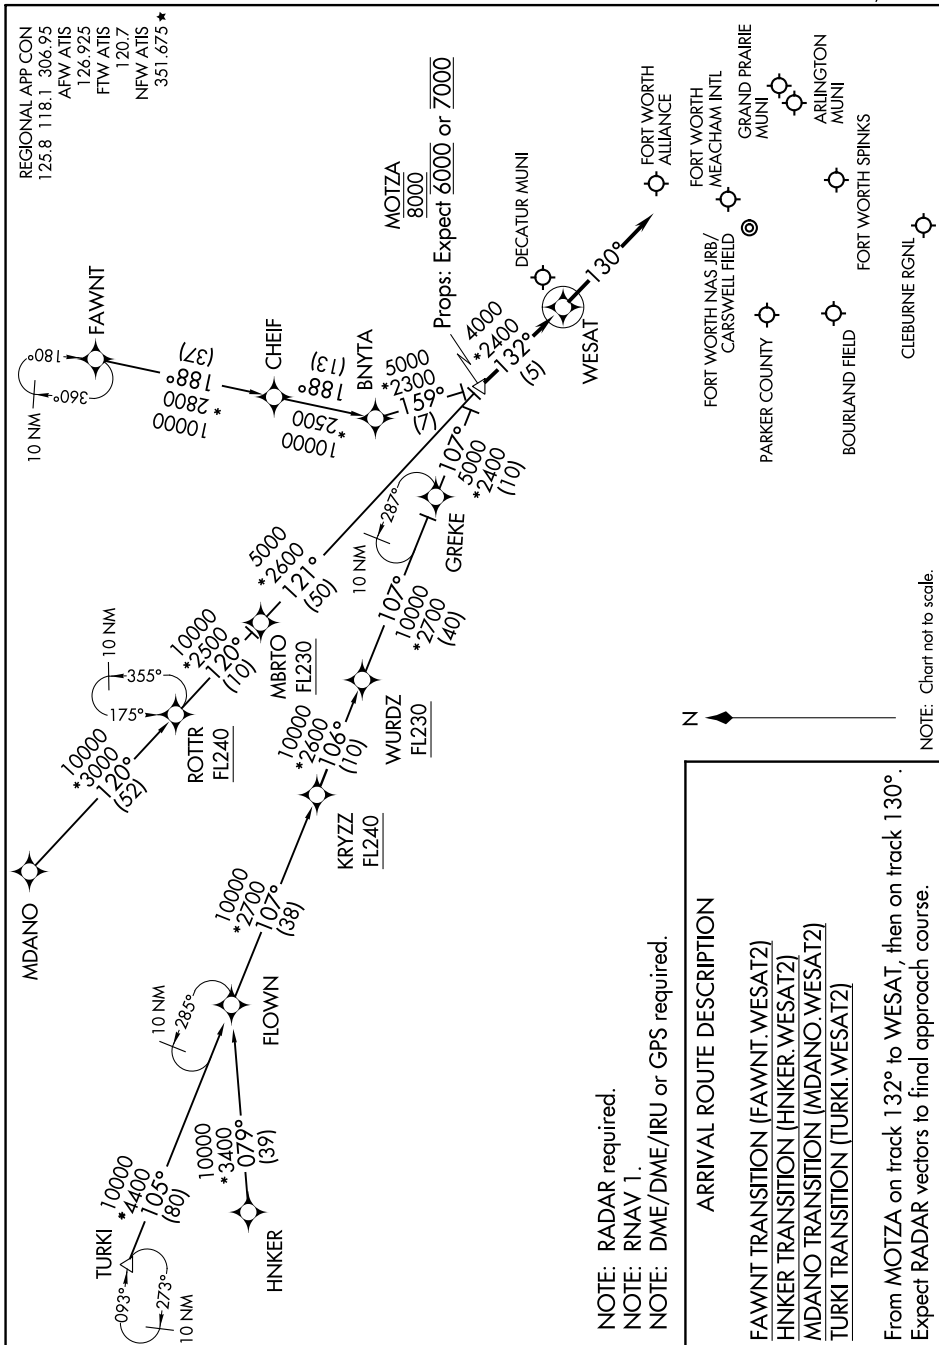 REGIONAL APP CON
125.8 118.1 306.95
AFW ATIS
126.925
FTW ATIS
120.7
NFW ATIS
351.675★
MDANO
10000
*3000
120°
(52)
175°
355°
10 NM
ROTTR
FL240
10000
*2500
120°
(10)
MBRTO
FL230
5000
*2600
121°
(50)
10 NM
180°
360°
FAWNT
188°
(37)
*2800
10000
CHEIF
188°
(13)
*2500
10000
BNYTA
5000
*2300
159°
(7)
MOTZA
8000
Props: Expect 6000 or 7000
TURKI
093°
273°
10 NM
10000
*4400
105°
(80)
HNKER
10000
*3400
079°
(39)
10 NM
285°
FLOWN
10000
*2700
107°
(38)
KRYZZ
FL240
10000
*2600
106°
(10)
WURDZ
FL230
107°
10000
*2700
(40)
10 NM
287°
GREKE
107°
5000
*2400
(10)
4000
*2400
132°
(5)
WESAT
130°
DECATUR MUNI
FORT WORTH
ALLIANCE
FORT WORTH
MEACHAM INTL
GRAND PRAIRIE
MUNI
ARLINGTON
MUNI
FORT WORTH NAS JRB/
CARSWELL FIELD
PARKER COUNTY
FORT WORTH SPINKS
BOURLAND FIELD
CLEBURNE RGNL
N
NOTE: Chart not to scale.
NOTE: RADAR required.
NOTE: RNAV 1.
NOTE: DME/DME/IRU or GPS required.
ARRIVAL ROUTE DESCRIPTION
FAWNT TRANSITION (FAWNT.WESAT2)
HNKER TRANSITION (HNKER.WESAT2)
MDANO TRANSITION (MDANO.WESAT2)
TURKI TRANSITION (TURKI.WESAT2)
From MOTZA on track 132° to WESAT, then on track 130°.
Expect RADAR vectors to final approach course.